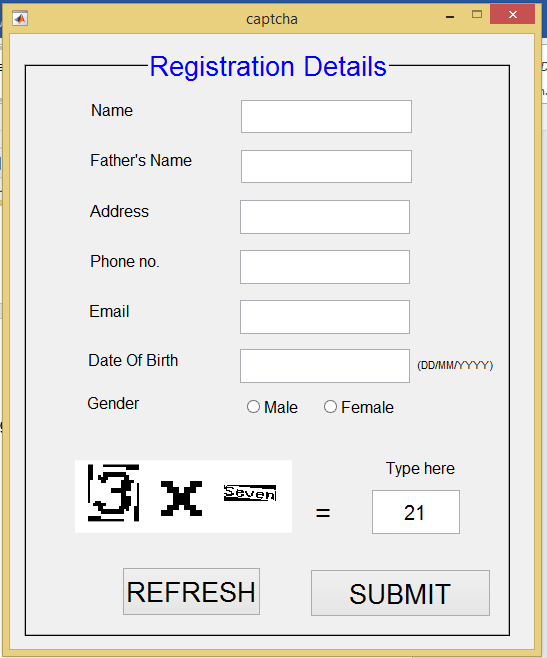 captcha
Registration Details
Name
Father's Name
Address
Phone no.
Email
Date Of Birth (DD/MM/YYYY)
Gender Male Female
Type here
3 x Seven = 21
REFRESH SUBMIT